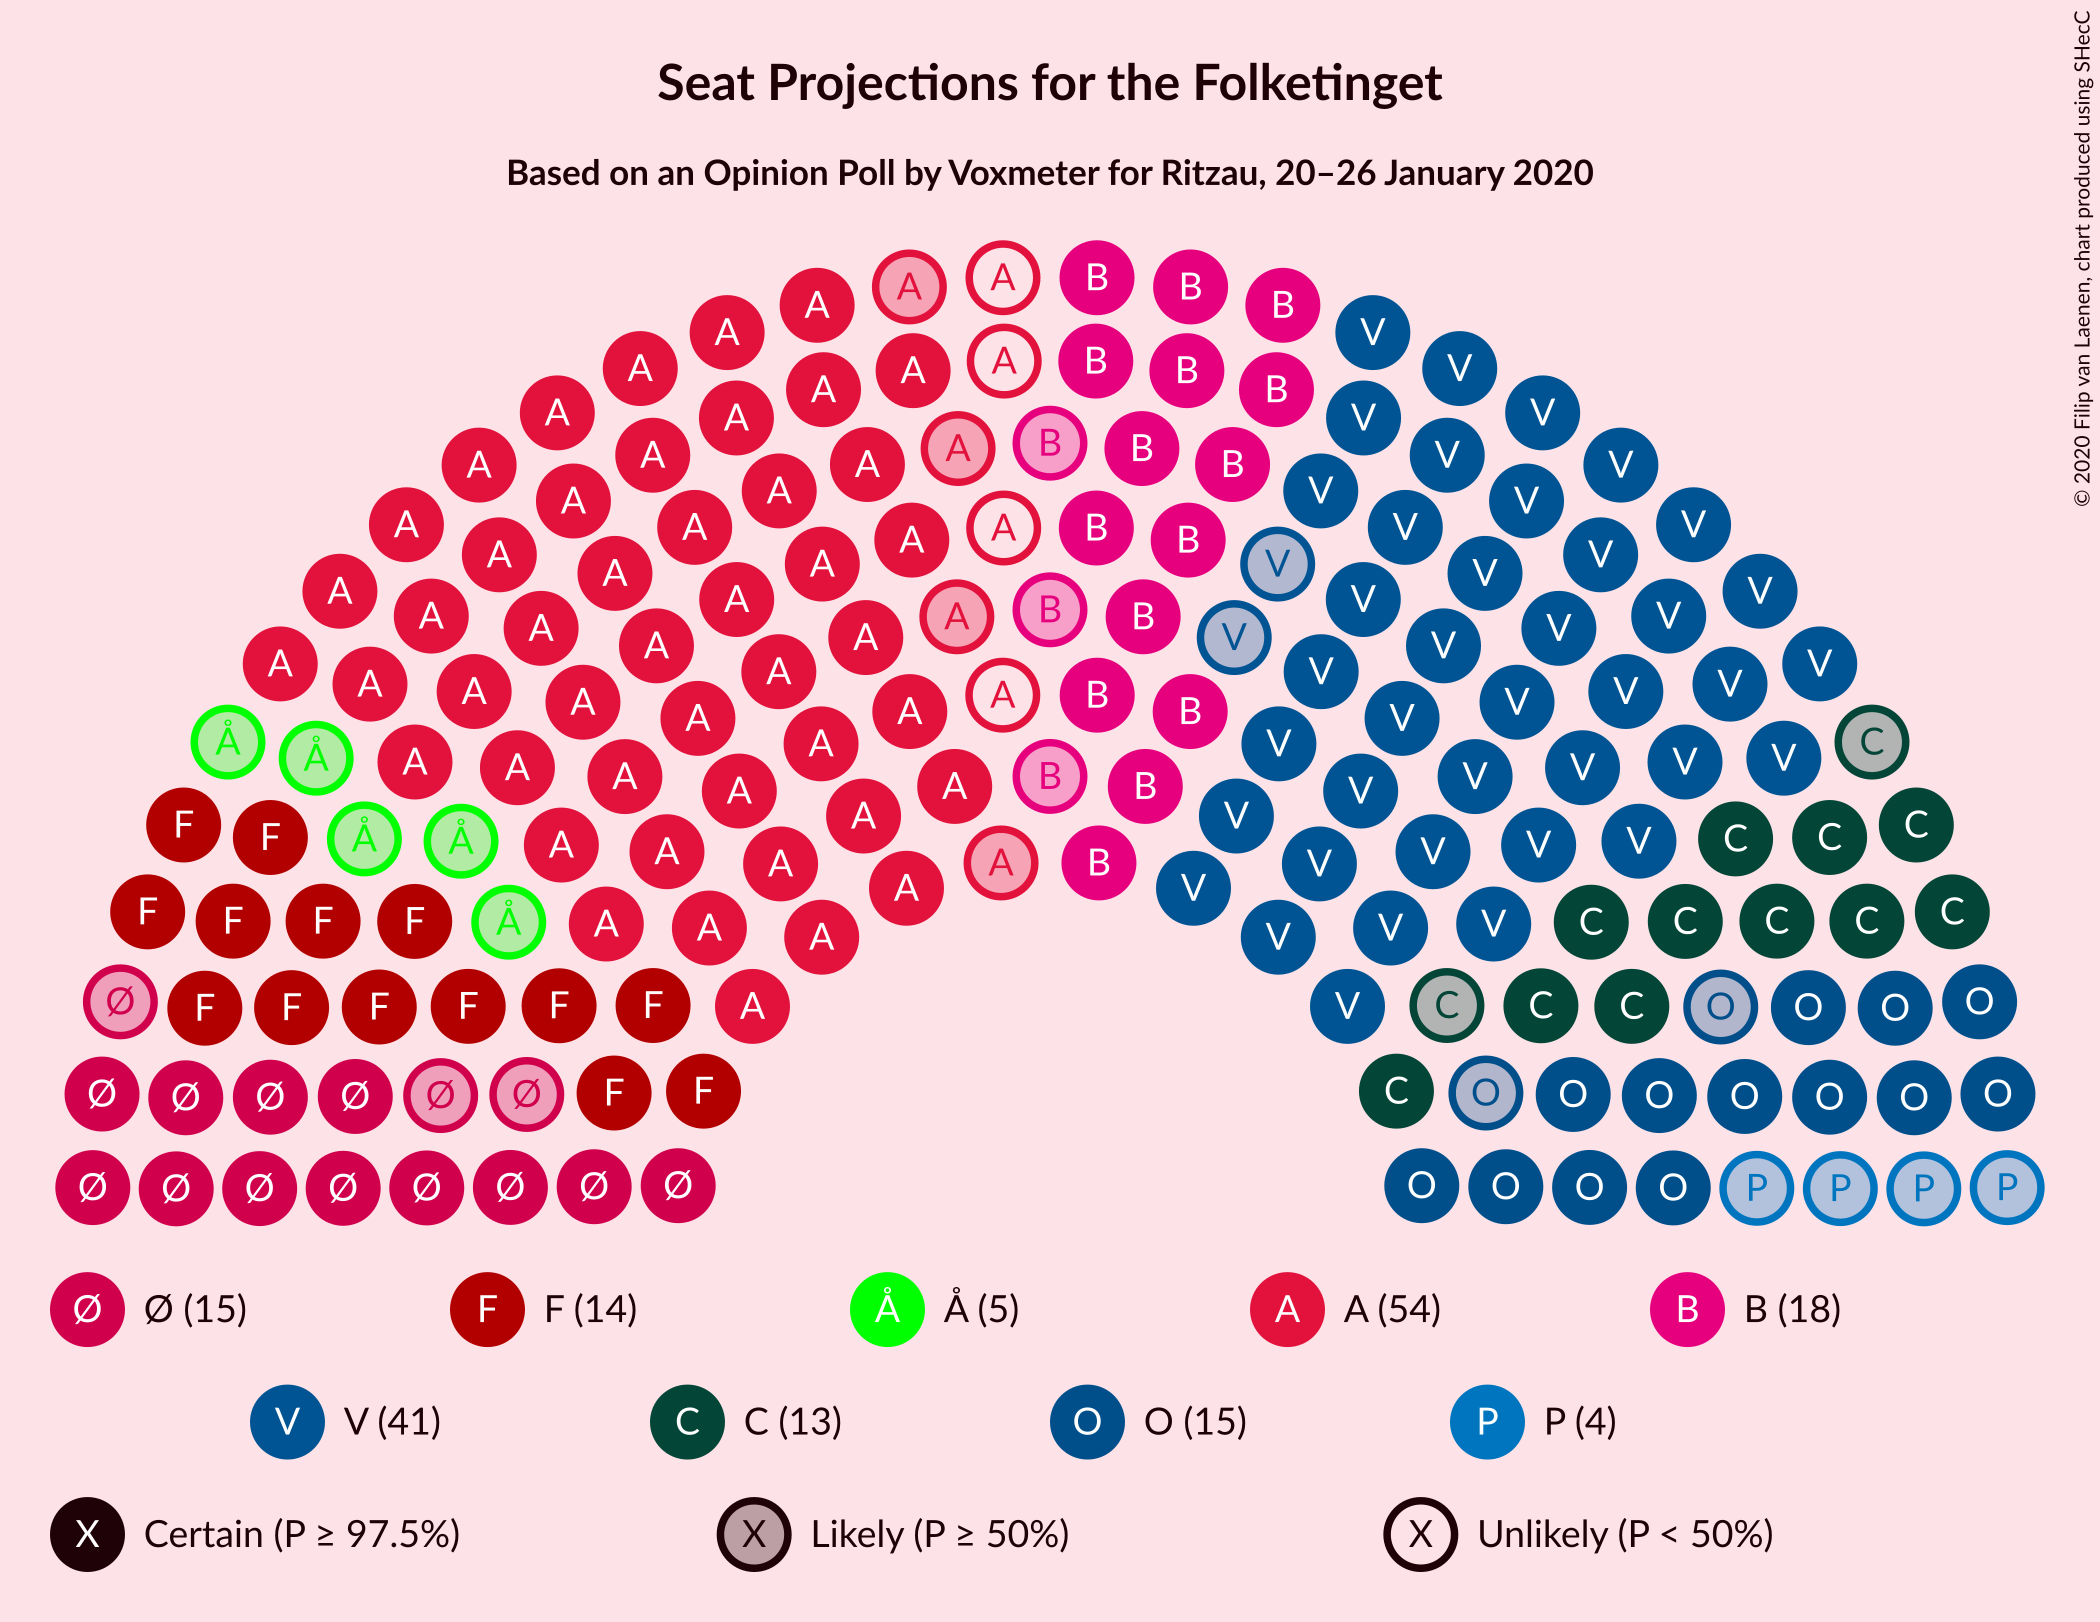 Seat Projections for the Folketinget
Based on an Opinion Poll by Voxmeter for Ritzau, 20–26 January 2020
© 2020 Filip van Laenen, chart produced using SHecC
A A A B B B
A A A A A B B B V V
A A A A A A B B B V V V V
A A A A A A A A B B V V V V V V
A A A A A A A A B B V V V V V V V
A A A A A A A A B B V V V V V V
Å Å A A A A A A B B V V V V V V C
F F Å Å A A A A A A B V V V V V V C C C
F F F F Å A A A V V V C C C C C
Ø F F F F F F A V C C C O O O O
Ø Ø Ø Ø Ø Ø F F C O O O O O O O
Ø Ø Ø Ø Ø Ø Ø Ø O O O O P P P P
Ø Ø (15) F F (14) Å Å (5) A A (54) B B (18)
V V (41) C C (13) O O (15) P P (4)
X Certain (P ≥ 97.5%) X Likely (P ≥ 50%) X Unlikely (P < 50%)